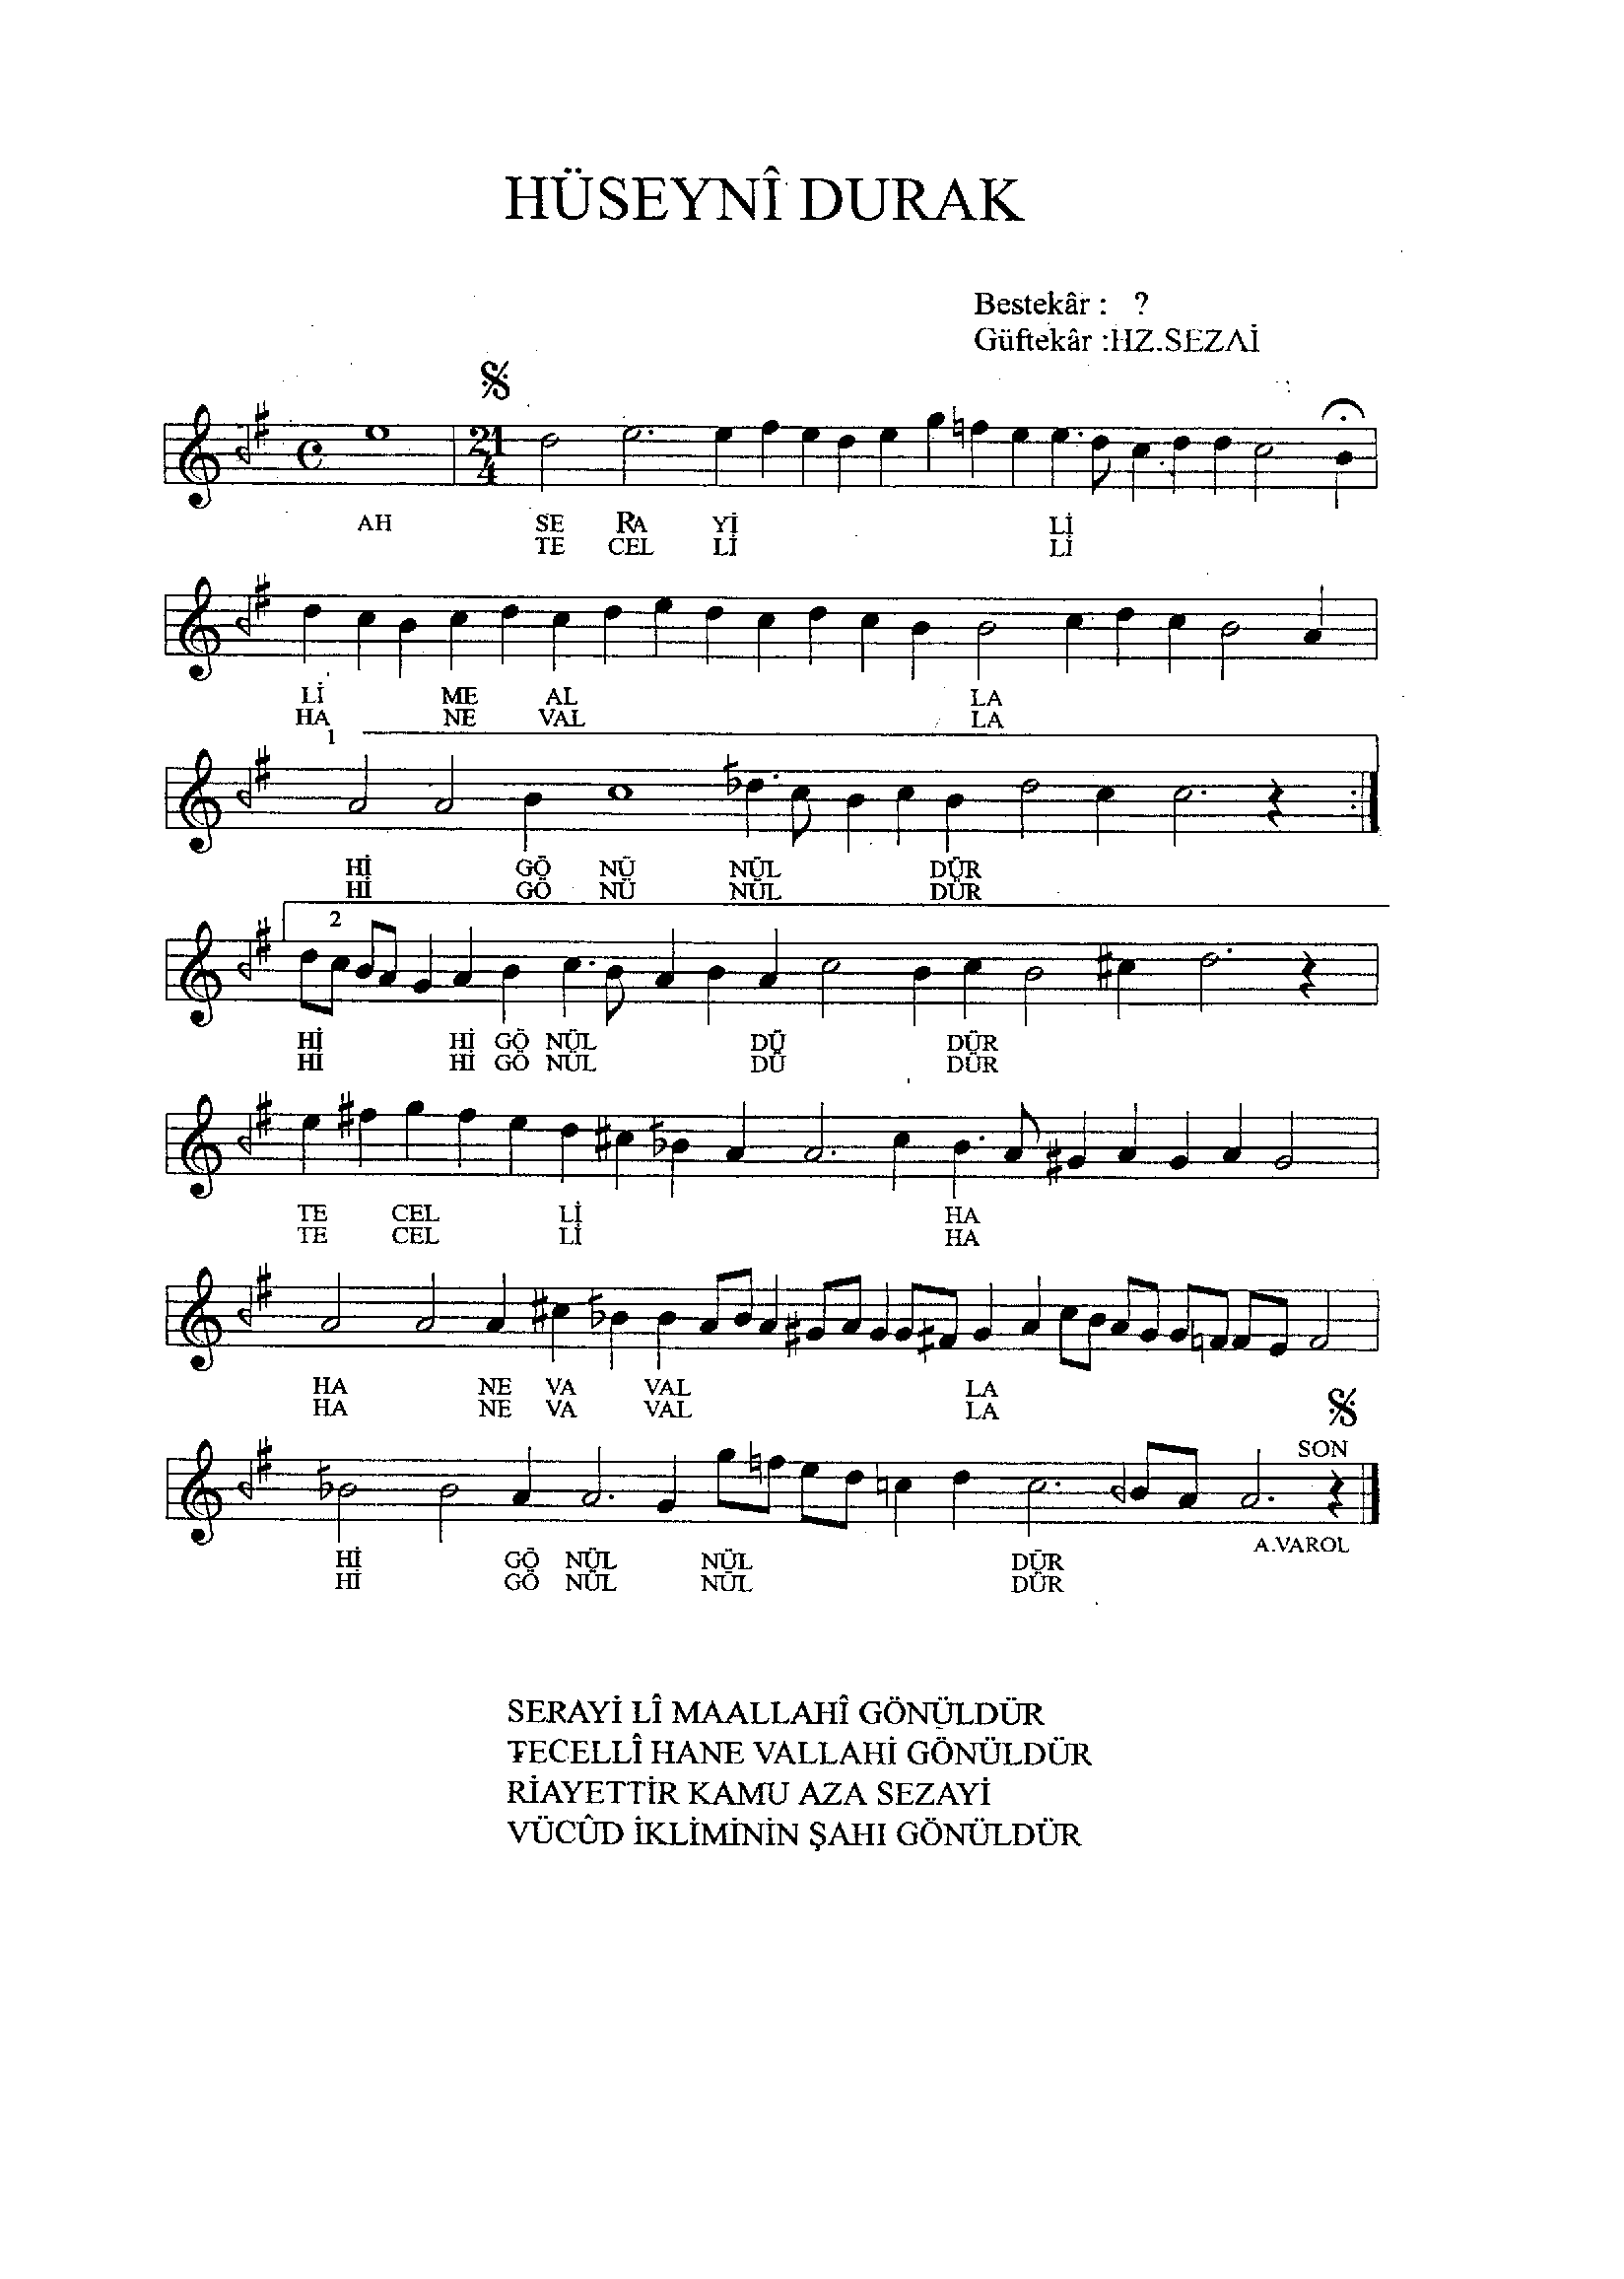 HÜSEYNÎ DURAK
Bestekâr : ?
Güftekâr :HZ.SEZAİ
21
4
AH SE RA Yİ Lİ
TE CEL Lİ Lİ
Lİ ME AL LA
HA NE VAL LA
1
Hİ GÖ NÜ NÜL DÜR
Hİ GÖ NÜ NÜL DÜR
2
Hİ Hİ GÖ NÜL DÜ DÜR
Hİ Hİ GÖ NÜL DÜ DÜR
TE CEL Lİ HA
TE CEL Lİ HA
HA NE VA VAL LA
HA NE VA VAL LA
SON
A.VAROL
Hİ GÖ NÜL NÜL DÜR
Hİ GÖ NÜL NÜL DÜR
SERAYİ LÎ MAALLAHÎ GÖNÜLDÜR
TECELLÎ HANE VALLAHİ GÖNÜLDÜR
RİAYETTİR KAMU AZA SEZAYİ
VÜCÛD İKLİMİNİN ŞAHI GÖNÜLDÜR